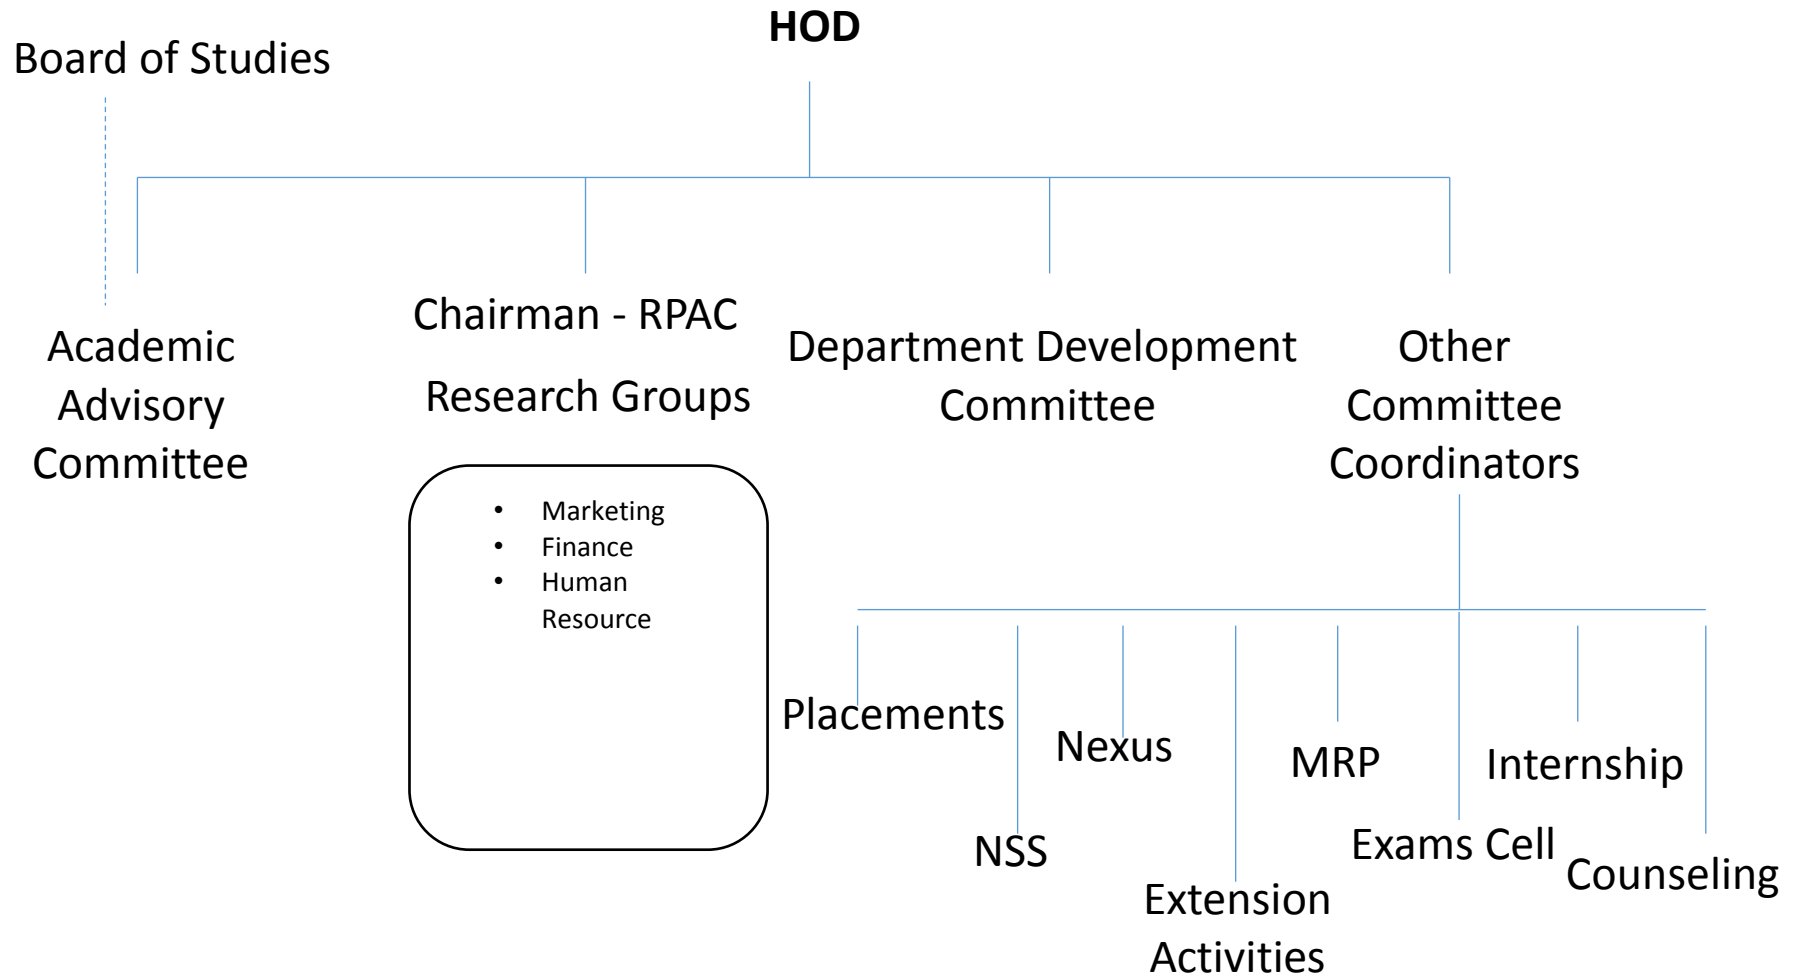 HOD
Board of Studies
Academic
Advisory
Committee
Chairman - RPAC
Research Groups
• Marketing
• Finance
• Human
Resource
Department Development
Committee
Other
Committee
Coordinators
Placements
NSS
Nexus
Extension
Activities
MRP
Exams Cell
Internship
Counseling